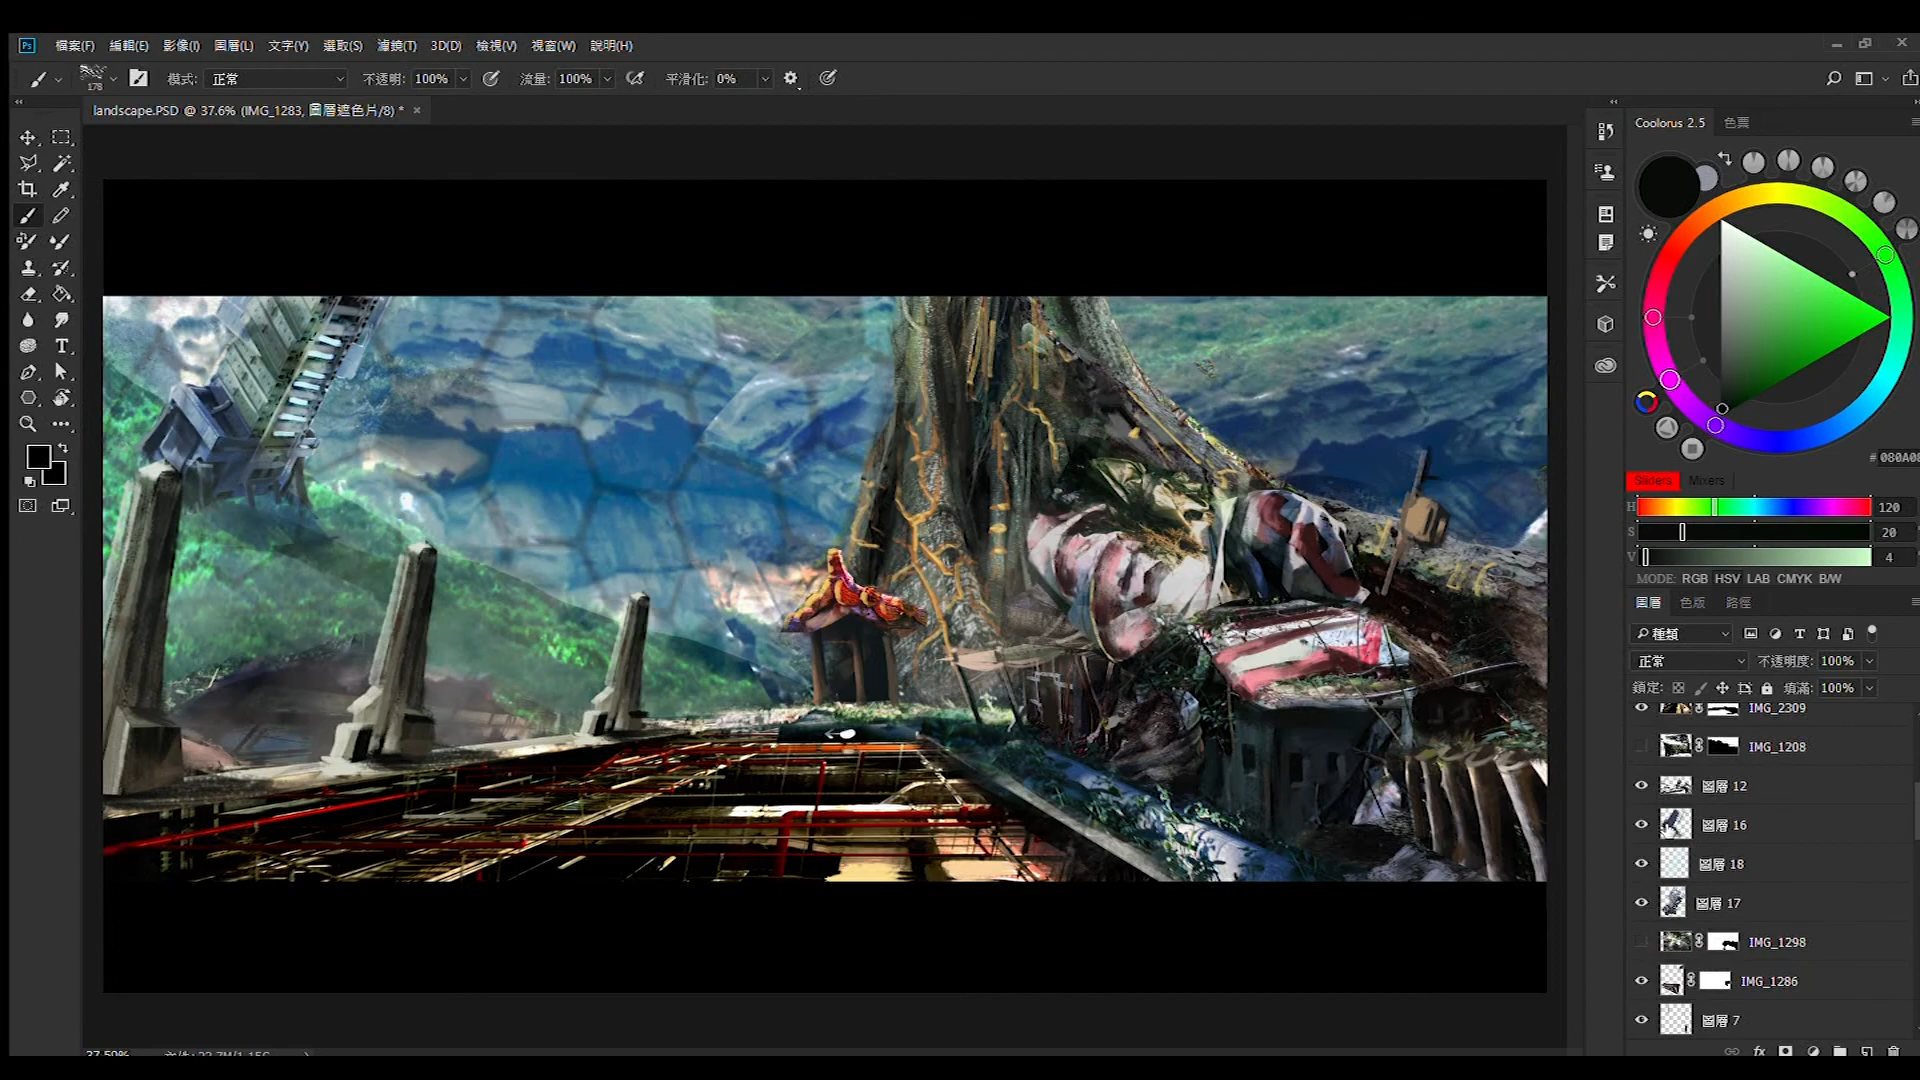 Ps 檔案(F) 編輯(E) 影像(I) 圖層(L) 文字(Y) 選取(S) 濾鏡(T) 3D(D) 檢視(V) 視窗(W) 說明(H)
178 模式: 正常 不透明: 100% 流量: 100% 平滑化: 0%
landscape.PSD @ 37.6% (IMG_1283, 圖層遮色片/8) * ×
Coolorus 2.5 色票
# 080A08
Sliders Mixers
H 120
S 20
V 4
MODE: RGB HSV LAB CMYK B/W
圖層 色版 路徑
種類
正常 不透明度: 100%
鎖定: 填滿: 100%
IMG_2309
IMG_1208
圖層 12
圖層 16
圖層 18
圖層 17
IMG_1298
IMG_1286
圖層 7
fx